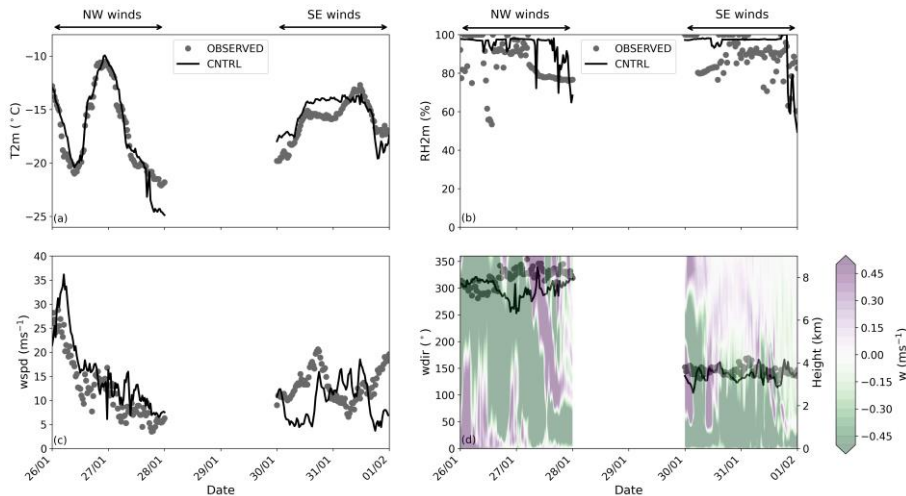 NW winds
SE winds
NW winds
SE winds
OBSERVED
CNTRL
T2m (°C)
−10
−15
−20
−25
(a)
OBSERVED
CNTRL
RH2m (%)
100
80
60
40
20
0
(b)
wspd (ms⁻¹)
40
35
30
25
20
15
10
5
0
(c)
26/01
27/01
28/01
29/01
30/01
31/01
01/02
Date
wdir (°)
350
300
250
200
150
100
50
0
(d)
8
6
4
2
0
Height (km)
26/01
27/01
28/01
29/01
30/01
31/01
01/02
Date
0.45
0.30
0.15
0.00
−0.15
−0.30
−0.45
w (ms⁻¹)